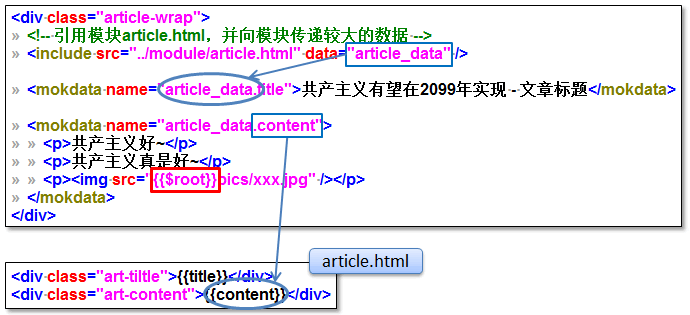 <div class="article-wrap">
» <!-- 引用模块article.html，并向模块传递较大的数据 -->
» <include src="../module/article.html" data="article_data" />
» <mokdata name="article_data.title">共产主义有望在2099年实现 - 文章标题</mokdata>
» <mokdata name="article_data.content">
» » <p>共产主义好~</p>
» » <p>共产主义真是好~</p>
» » <p><img src="{{$root}}pics/xxx.jpg" /></p>
» </mokdata>
</div>
article.html
<div class="art-tiltle">{{title}}</div>
<div class="art-content">{{content}}</div>